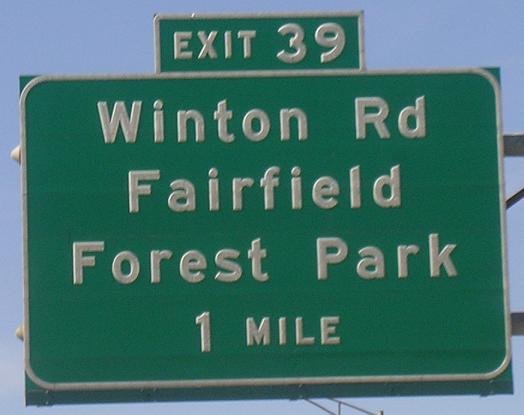 EXIT 39
Winton Rd
Fairfield
Forest Park
1 MILE